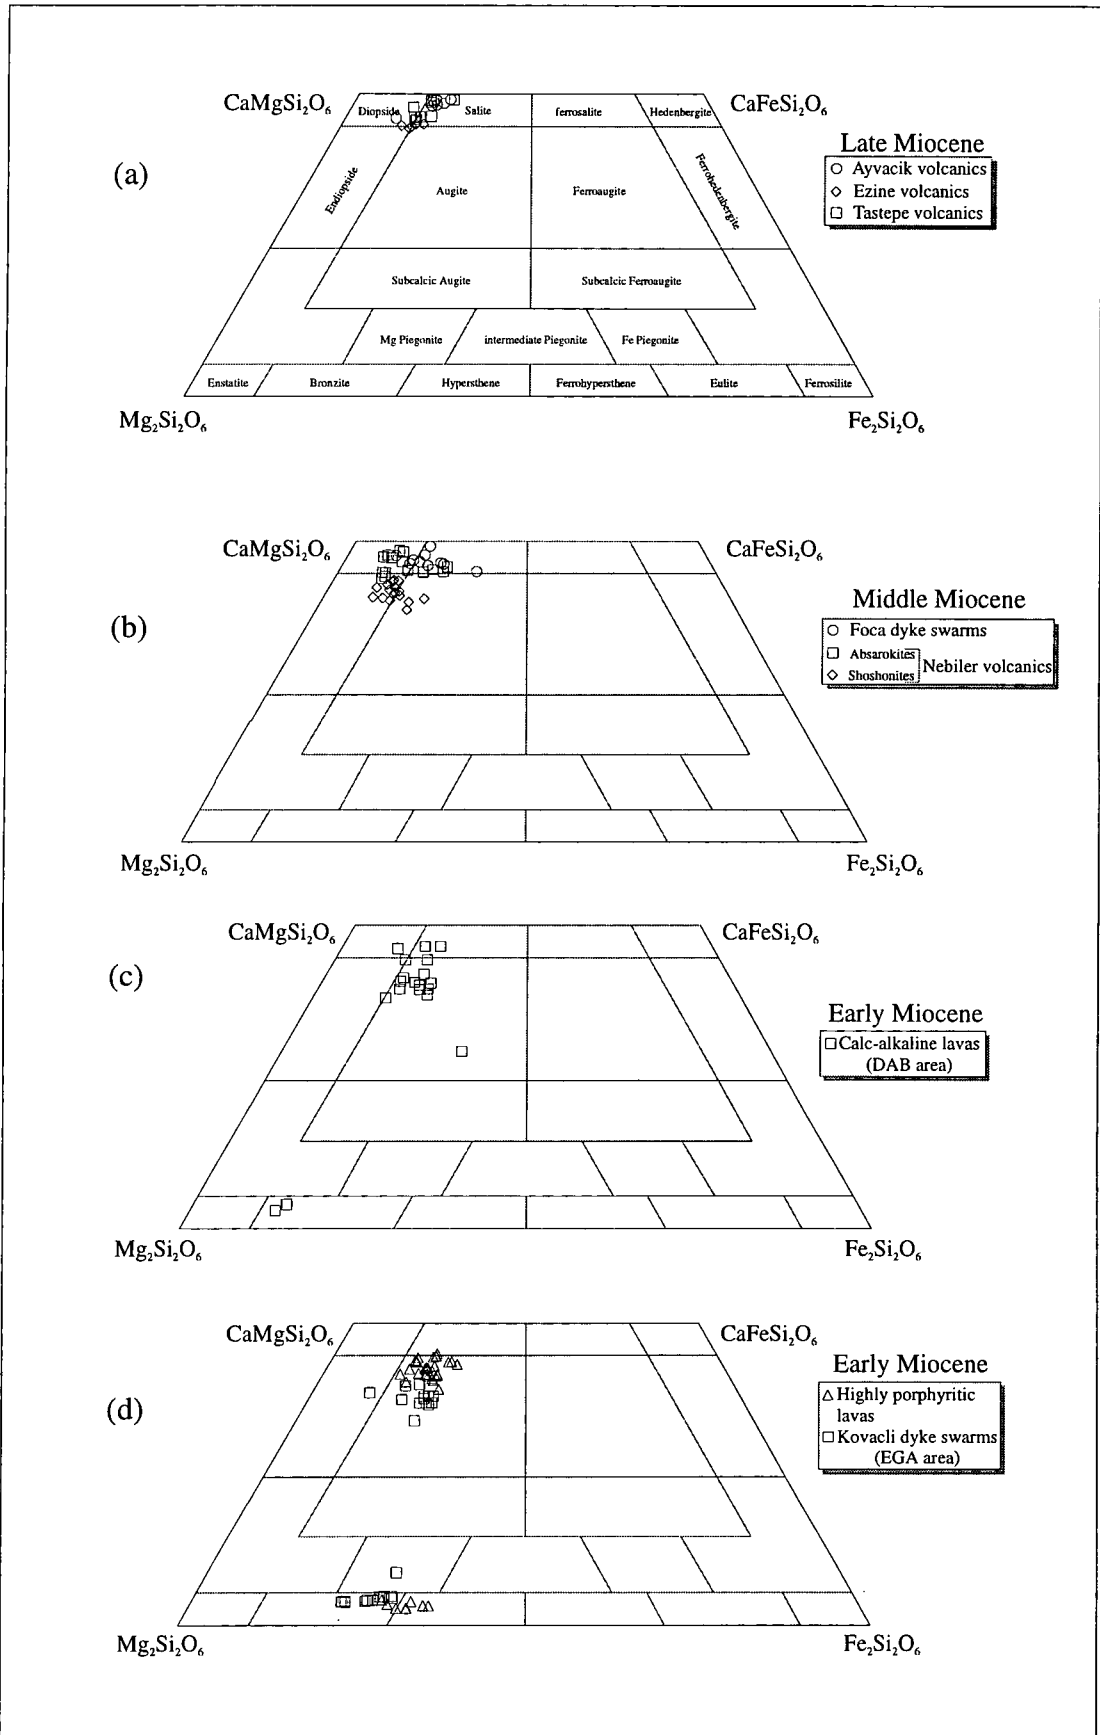 CaMgSi₂O₆
CaFeSi₂O₆
Diopside
Salite
ferrosalite
Hedenbergite
(a)
Endiopside
Augite
Ferroaugite
Ferrohedenbergite
Subcalcic Augite
Subcalcic Ferroaugite
Mg Piegonite
intermediate Piegonite
Fe Piegonite
Enstatite
Bronzite
Hypersthene
Ferrohypersthene
Eulite
Ferrosilite
Mg₂Si₂O₆
Fe₂Si₂O₆
Late Miocene
Ayvacik volcanics
Ezine volcanics
Tastepe volcanics
CaMgSi₂O₆
CaFeSi₂O₆
(b)
Mg₂Si₂O₆
Fe₂Si₂O₆
Middle Miocene
Foca dyke swarms
Absarokites
Shoshonites
Nebiler volcanics
CaMgSi₂O₆
CaFeSi₂O₆
(c)
Mg₂Si₂O₆
Fe₂Si₂O₆
Early Miocene
Calc-alkaline lavas
(DAB area)
CaMgSi₂O₆
CaFeSi₂O₆
(d)
Mg₂Si₂O₆
Fe₂Si₂O₆
Early Miocene
Highly porphyritic
lavas
Kovacli dyke swarms
(EGA area)